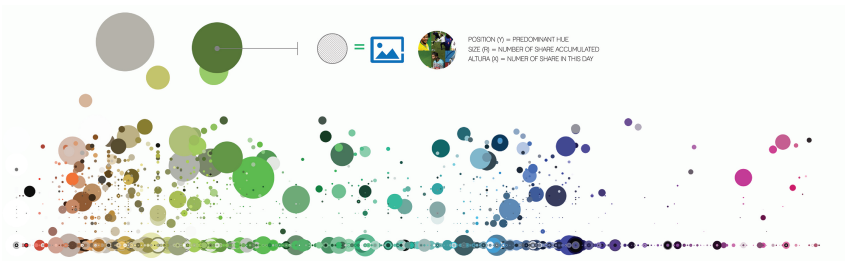 POSITION (Y) = PREDOMINANT HUE
SIZE (R) = NUMBER OF SHARE ACCUMULATED
ALTURA (X) = NUMER OF SHARE IN THIS DAY